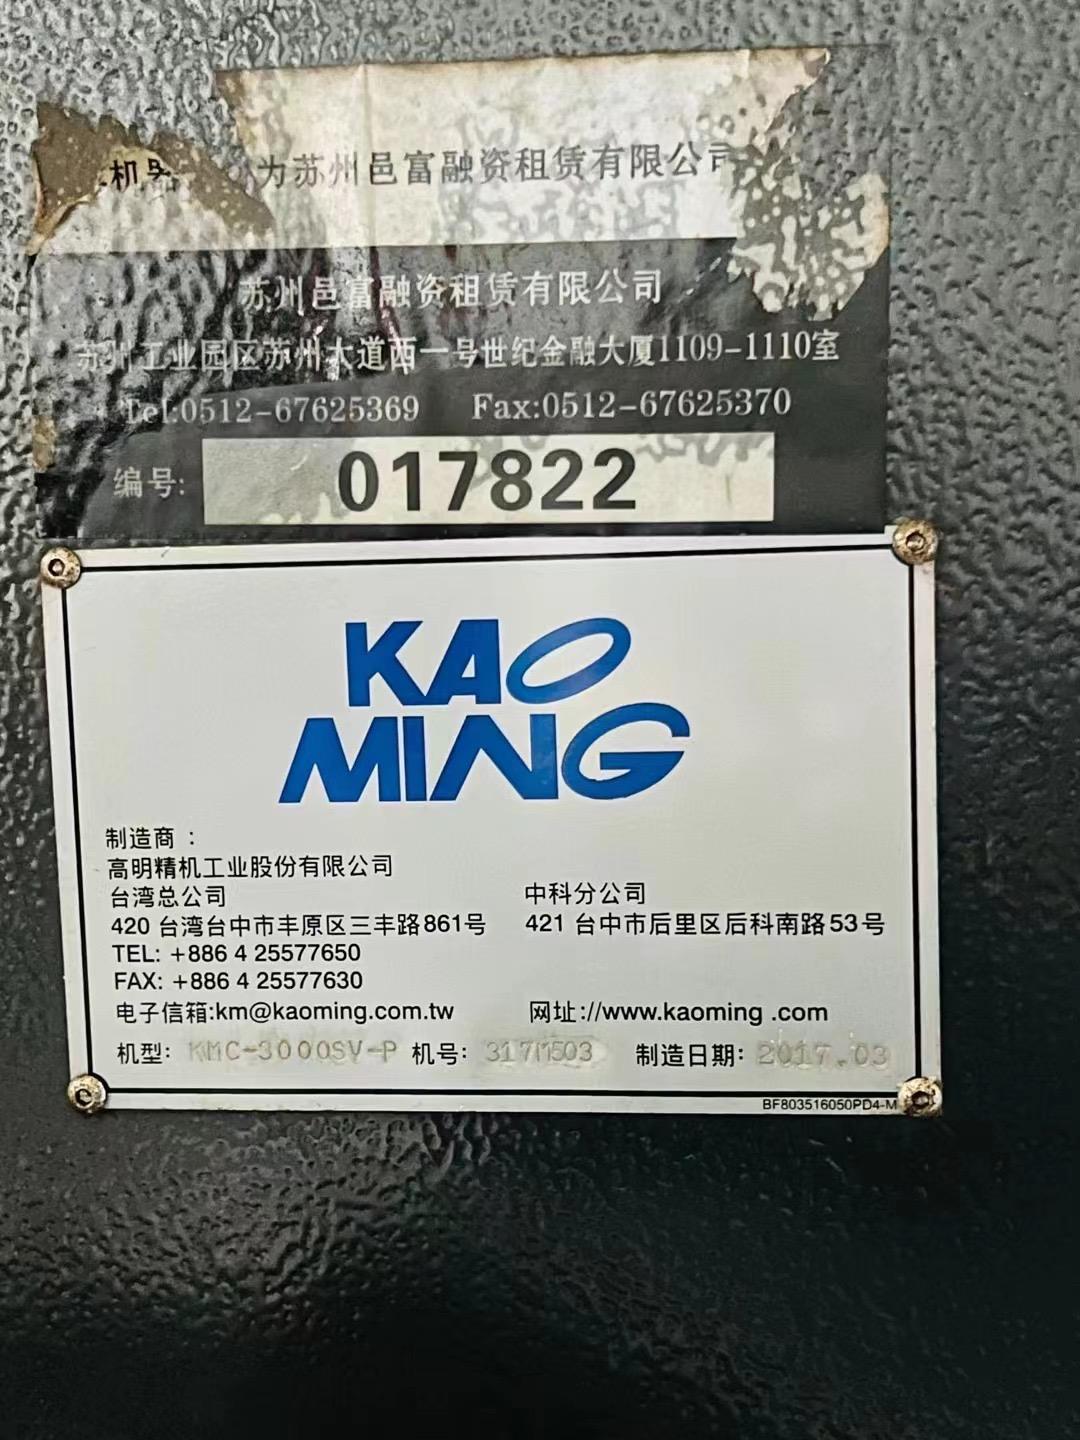 机
为苏州邑富融资租赁有限公司
苏州邑富融资租赁有限公司
苏州工业园区苏州大道西一号世纪金融大厦1109-1110室
Tel:0512-67625369 Fax:0512-67625370
编号: 017822
KAO
MING
制造商 :
高明精机工业股份有限公司
台湾总公司 中科分公司
420 台湾台中市丰原区三丰路861号 421 台中市后里区后科南路53号
TEL: +886 4 25577650
FAX: +886 4 25577630
电子信箱:km@kaoming.com.tw 网址://www.kaoming .com
机型: KMC-3000SV-P 机号: 317M503 制造日期: 2017.03
BF803516050PD4-M